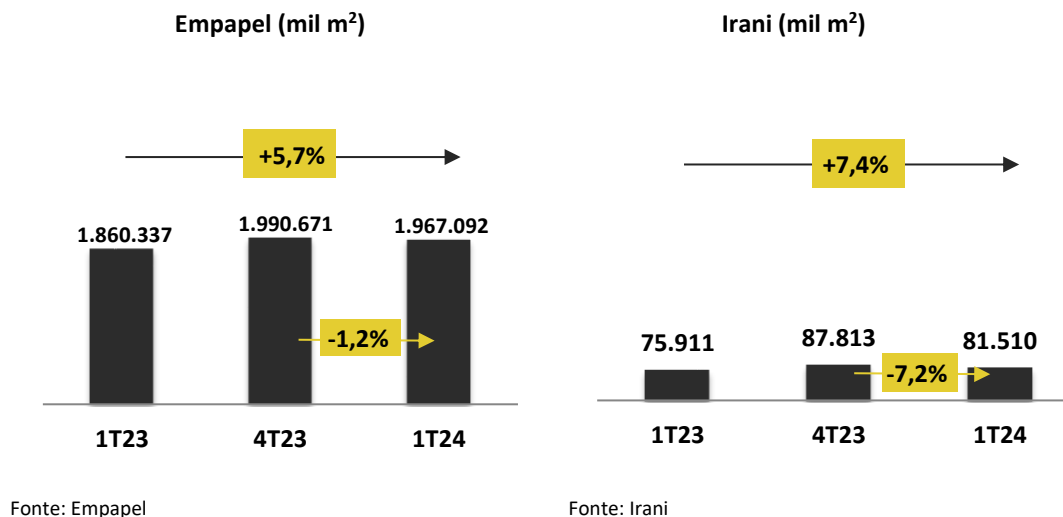 Empapel (mil m²)
+5,7%
1.860.337
1.990.671
1.967.092
-1,2%
1T23
4T23
1T24
Fonte: Empapel
Irani (mil m²)
+7,4%
75.911
87.813
81.510
-7,2%
1T23
4T23
1T24
Fonte: Irani